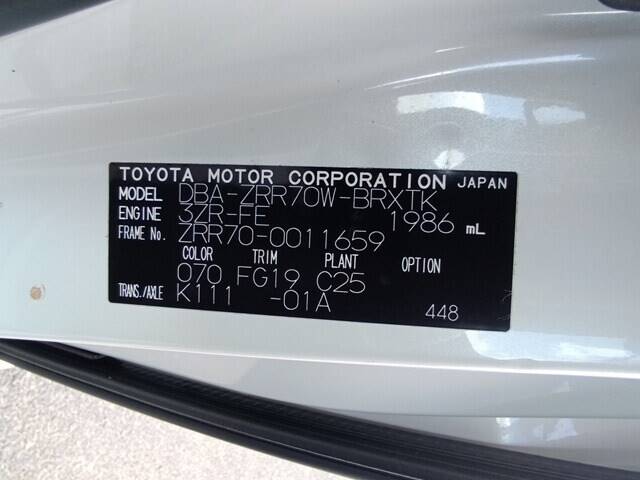 TOYOTA MOTOR CORPORATION JAPAN
MODEL DBA-ZRR70W-BRXTK
ENGINE 3ZR-FE 1986 mL
FRAME No. ZRR70-0011659
COLOR TRIM PLANT OPTION
070 FG19 C25
TRANS./AXLE K111 -01A
448